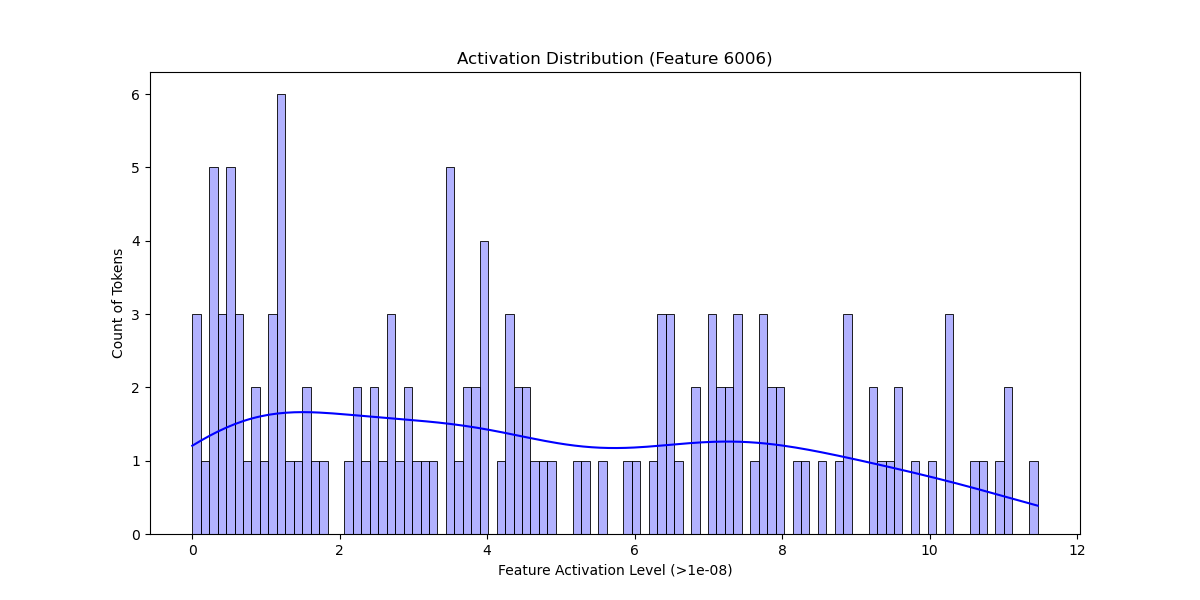 Activation Distribution (Feature 6006)
6
5
4
3
2
1
0
Count of Tokens
0 2 4 6 8 10 12
Feature Activation Level (>1e-08)